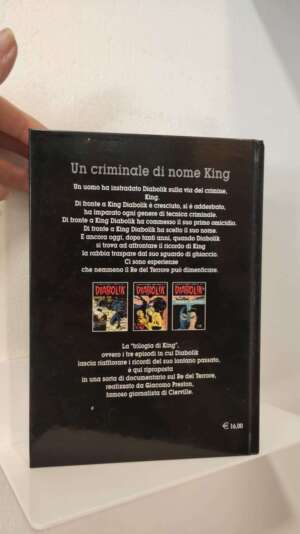 Un criminale di nome King
Un uomo ha instradato Diabolik sulla via del crimine,
King.
Di fronte a King Diabolik è cresciuto, si è addestrato,
ha imparato ogni genere di tecnica criminale.
Di fronte a King Diabolik ha commesso il suo primo omicidio.
Di fronte a King Diabolik ha scelto il suo nome.
E ancora oggi, dopo tanti anni, quando Diabolik
si trova ad affrontare il ricordo di King
la rabbia traspare dal suo sguardo di ghiaccio.
Ci sono esperienze
che nemmeno il Re del Terrore può dimenticare.
DIABOLIK DIABOLIK DIABOLIK
La "trilogia di King",
ovvero i tre episodi in cui Diabolik
lascia riaffiorare i ricordi del suo lontano passato,
è qui riproposta
in una sorta di documentario sul Re del Terrore,
realizzato da Giacomo Preston,
famoso giornalista di Clerville.
€ 16,00